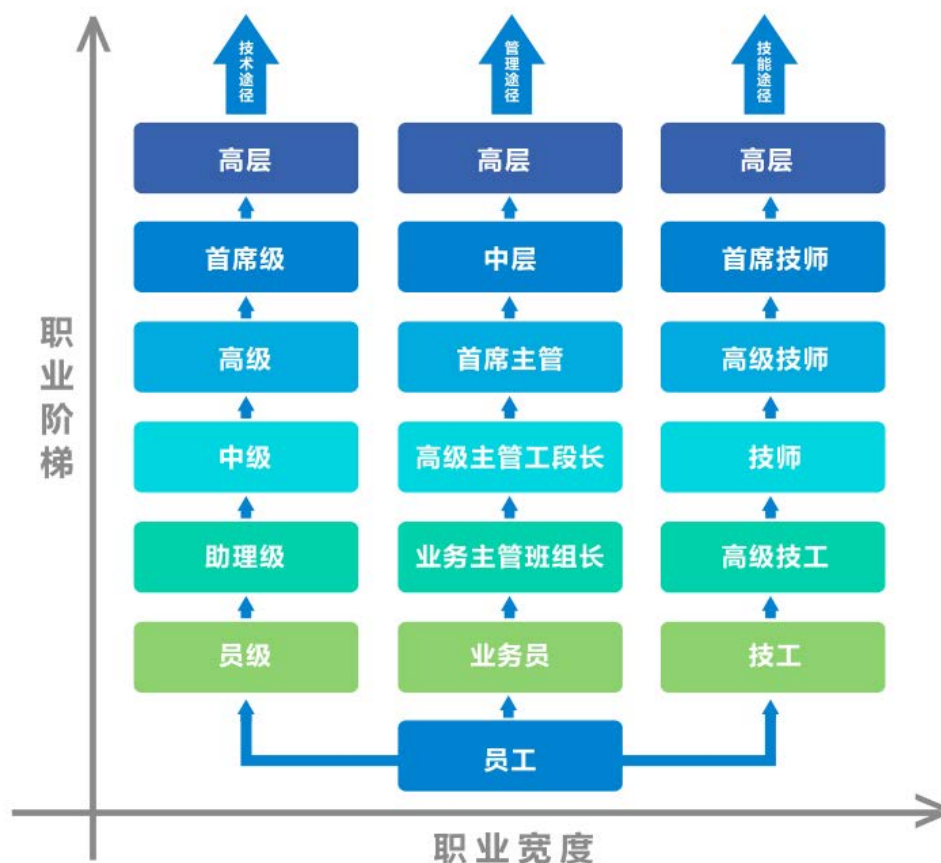 技术途径
管理途径
技能途径
高层
高层
高层
首席级
中层
首席技师
高级
首席主管
高级技师
中级
高级主管工段长
技师
助理级
业务主管班组长
高级技工
员级
业务员
技工
员工
职业阶梯
职业宽度